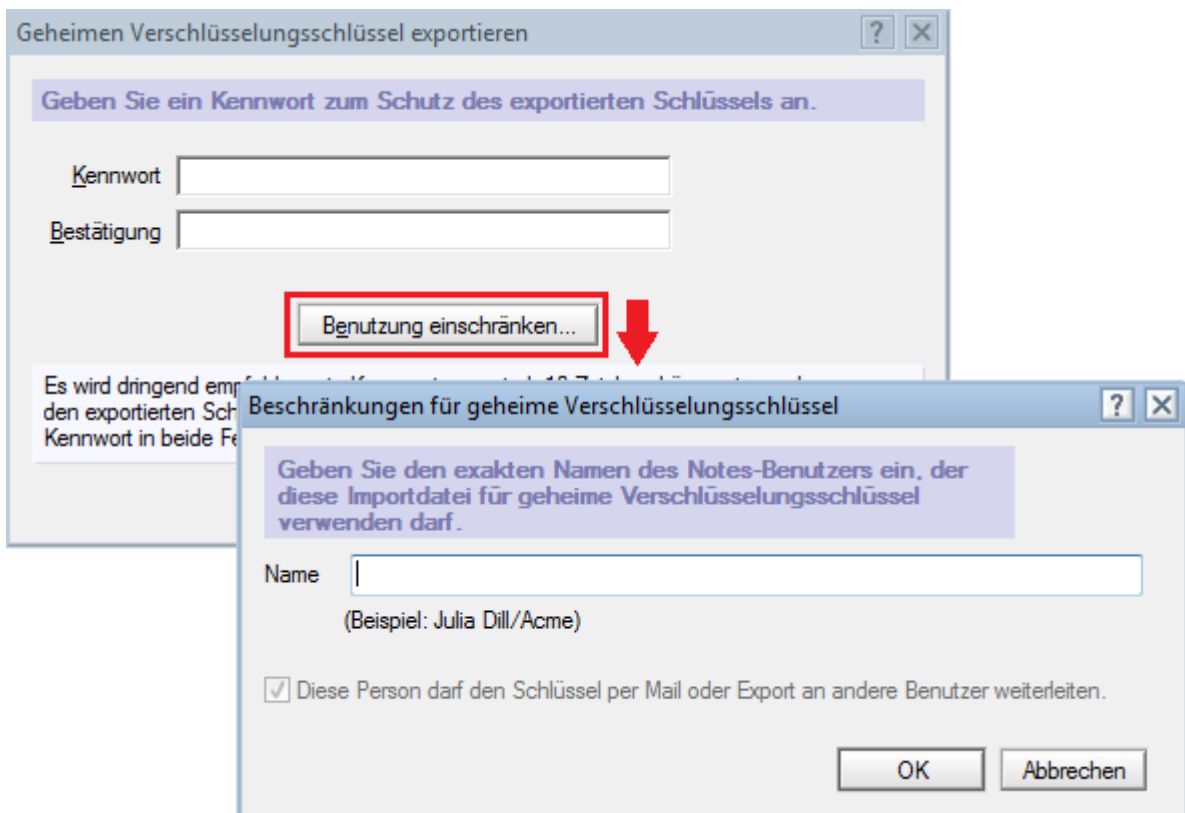 Geheimen Verschlüsselungsschlüssel exportieren
Geben Sie ein Kennwort zum Schutz des exportierten Schlüssels an.
Kennwort
Bestätigung
Benutzung einschränken...
Es wird dringend
den exportierten
Kennwort in beide
Beschränkungen für geheime Verschlüsselungsschlüssel
Geben Sie den exakten Namen des Notes-Benutzers ein, der
diese Importdatei für geheime Verschlüsselungsschlüssel
verwenden darf.
Name
(Beispiel: Julia Dill/Acme)
Diese Person darf den Schlüssel per Mail oder Export an andere Benutzer weiterleiten.
OK Abbrechen